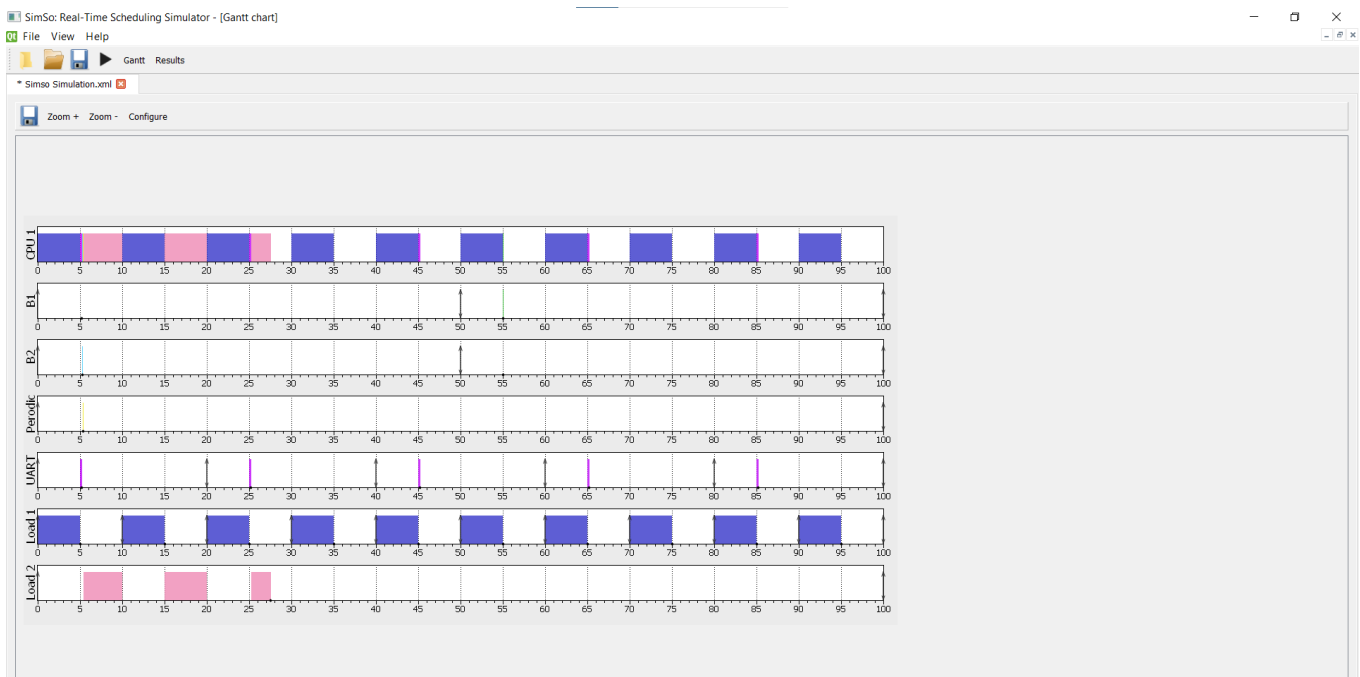 SimSo: Real-Time Scheduling Simulator - [Gantt chart]
Qt File View Help
Gantt Results
* Simso Simulation.xml
Zoom + Zoom - Configure
CPU 1
0 5 10 15 20 25 30 35 40 45 50 55 60 65 70 75 80 85 90 95 100
B1
0 5 10 15 20 25 30 35 40 45 50 55 60 65 70 75 80 85 90 95 100
B2
0 5 10 15 20 25 30 35 40 45 50 55 60 65 70 75 80 85 90 95 100
Perodic
0 5 10 15 20 25 30 35 40 45 50 55 60 65 70 75 80 85 90 95 100
UART
0 5 10 15 20 25 30 35 40 45 50 55 60 65 70 75 80 85 90 95 100
Load 1
0 5 10 15 20 25 30 35 40 45 50 55 60 65 70 75 80 85 90 95 100
Load 2
0 5 10 15 20 25 30 35 40 45 50 55 60 65 70 75 80 85 90 95 100